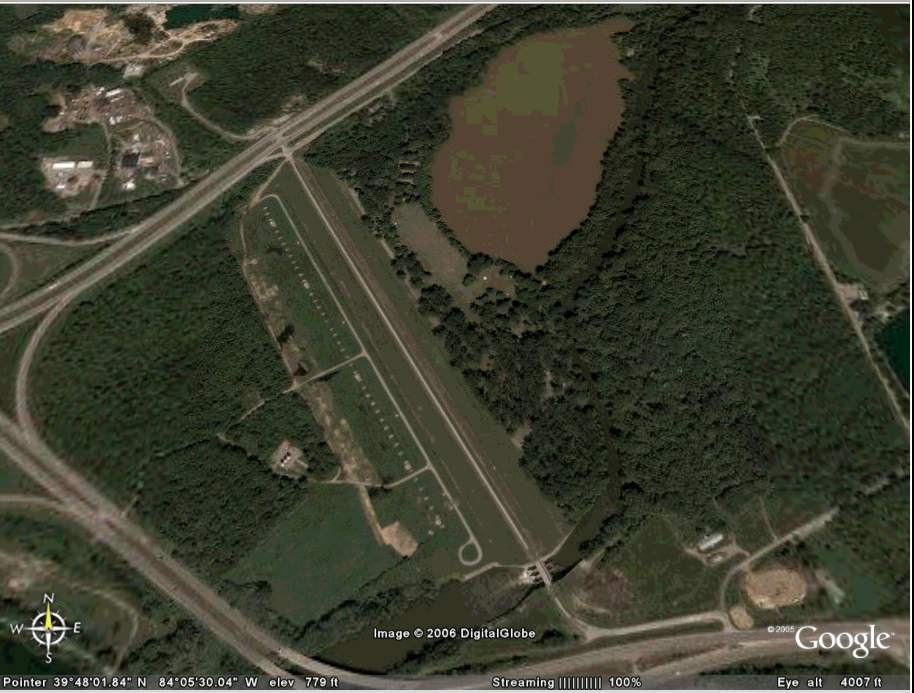 N
W E
S
Image © 2006 DigitalGlobe
© 2005 Google™
Pointer 39°48'01.84" N 84°05'30.04" W elev 779 ft Streaming |||||||||| 100% Eye alt 4007 ft